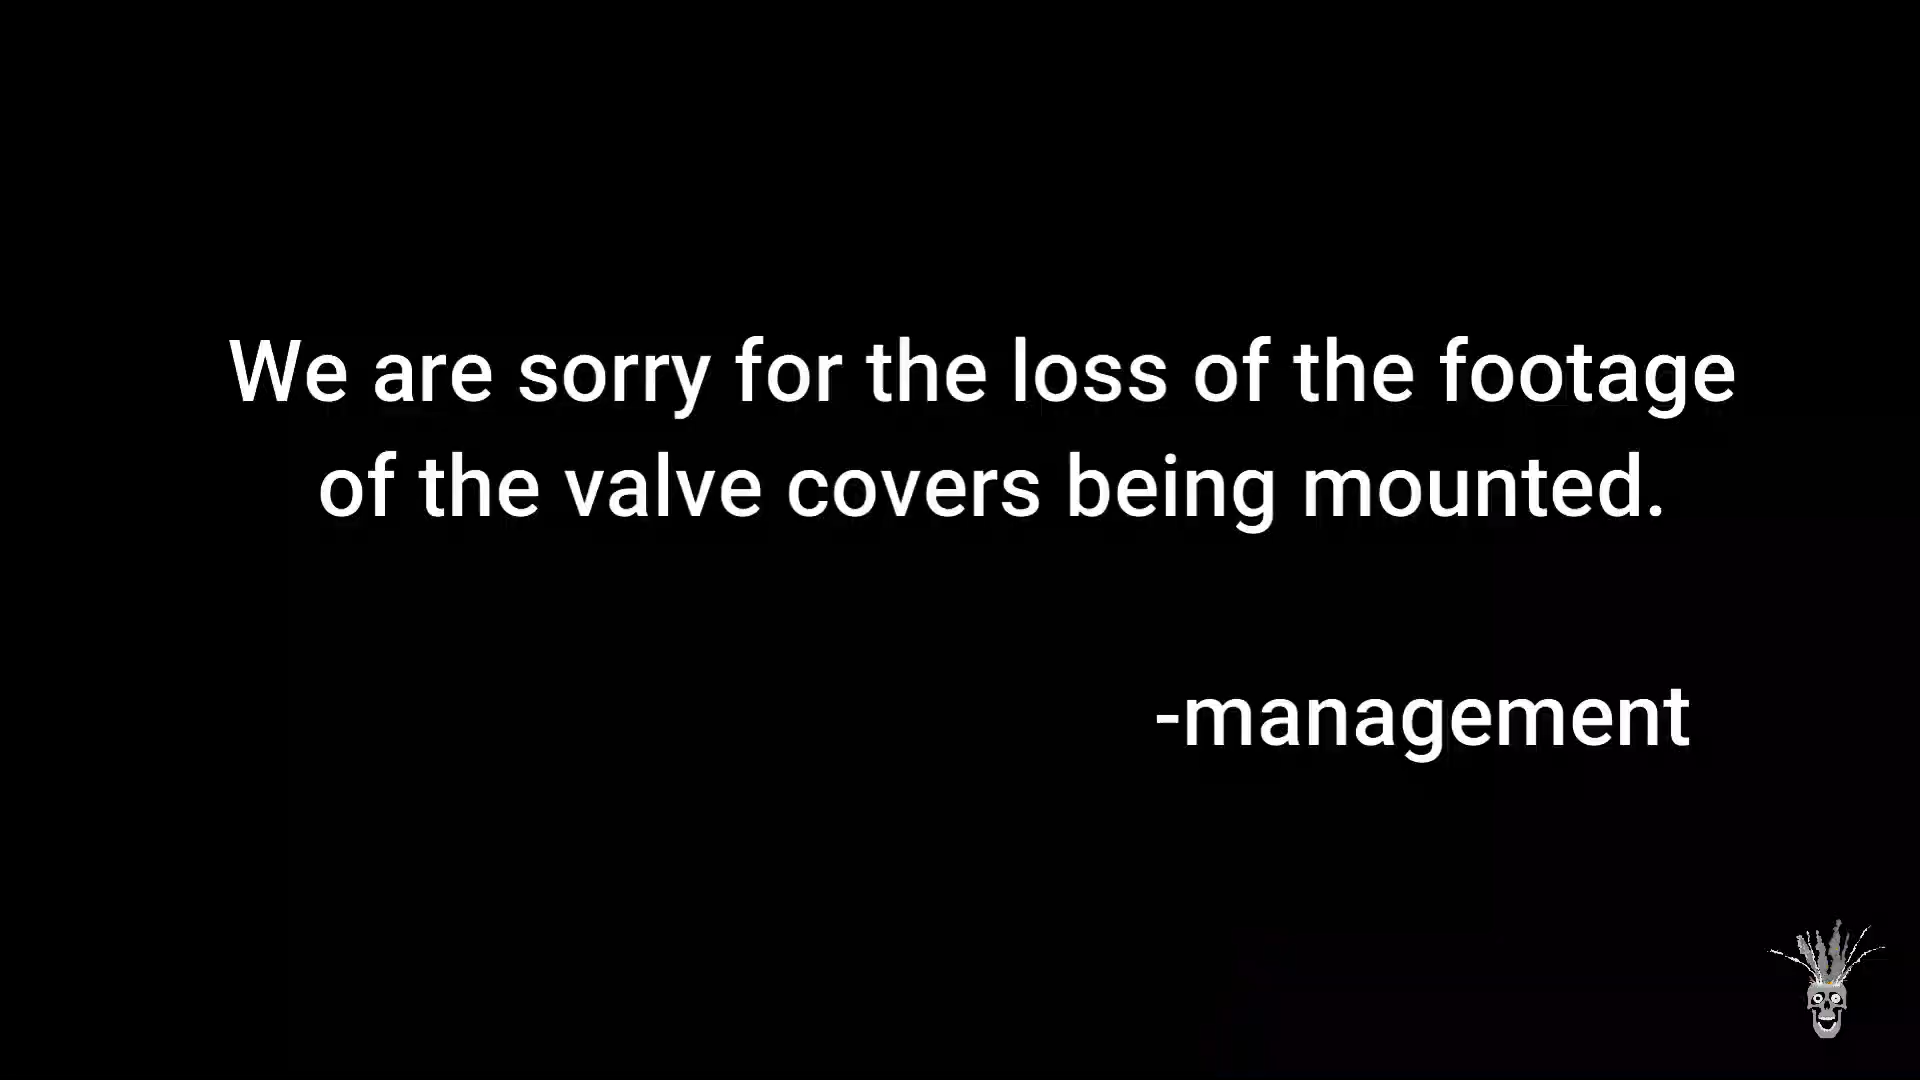 We are sorry for the loss of the footage
of the valve covers being mounted.
-management